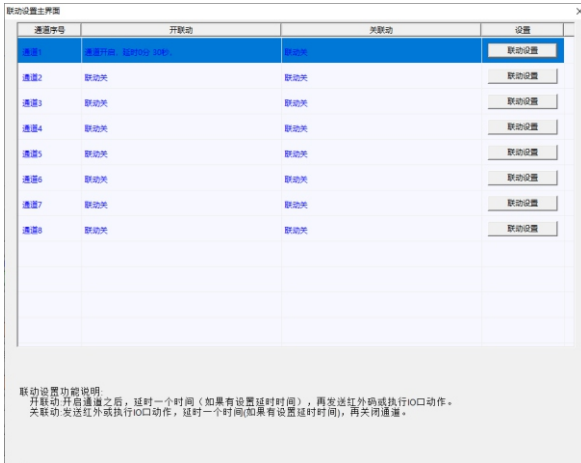 联动设置主界面
通道序号 开联动 关联动 设置
通道1 通道开启，延时0分 30秒， 联动关 联动设置
通道2 联动关 联动关 联动设置
通道3 联动关 联动关 联动设置
通道4 联动关 联动关 联动设置
通道5 联动关 联动关 联动设置
通道6 联动关 联动关 联动设置
通道7 联动关 联动关 联动设置
通道8 联动关 联动关 联动设置
联动设置功能说明:
开联动:开启通道之后，延时一个时间（如果有设置延时时间），再发送红外码或执行IO口动作。
关联动:发送红外或执行IO口动作，延时一个时间(如果有设置延时时间)，再关闭通道。